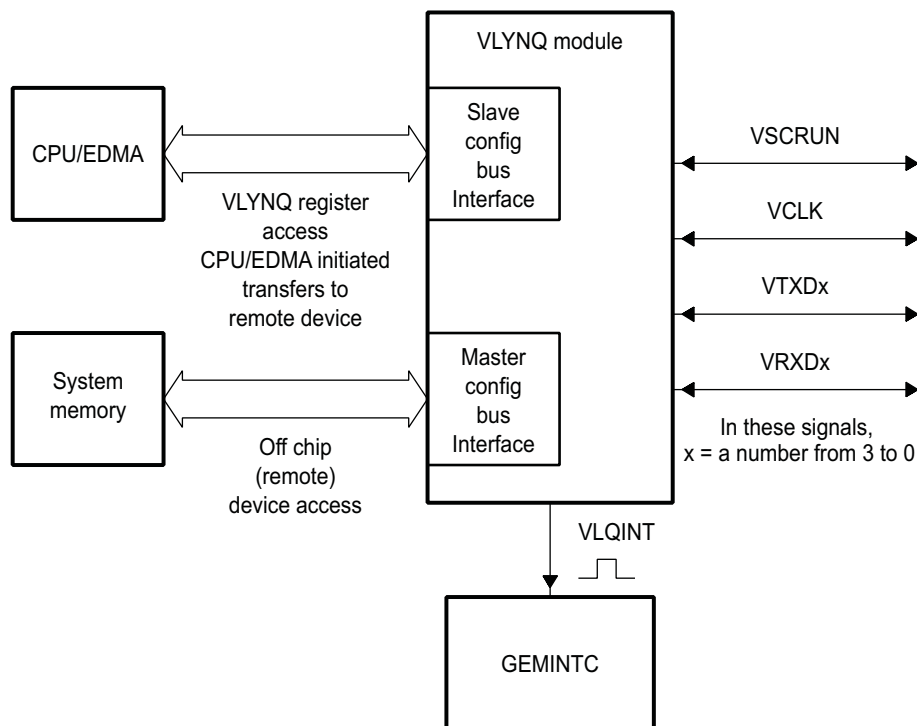 VLYNQ module
Slave
config
bus
Interface
CPU/EDMA
VLYNQ register
access
CPU/EDMA initiated
transfers to
remote device
VSCRUN
VCLK
VTXDx
VRXDx
In these signals,
x = a number from 3 to 0
System
memory
Master
config
bus
Interface
Off chip
(remote)
device access
VLQINT
GEMINTC